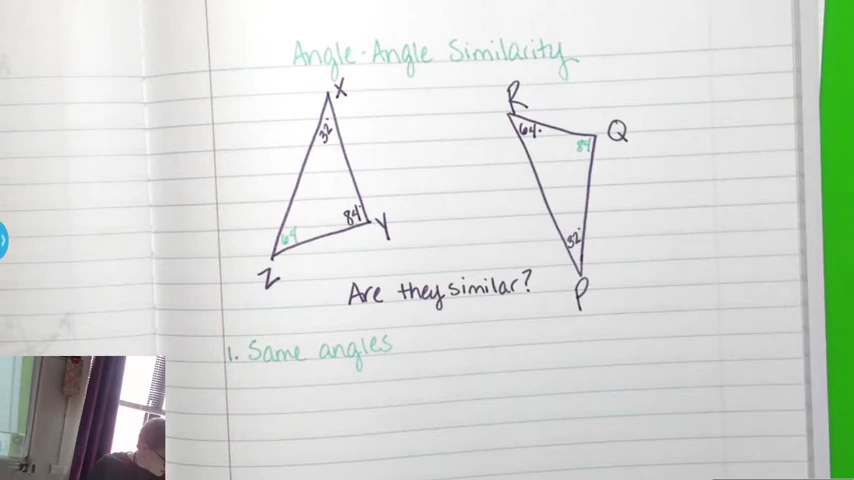 Angle-Angle Similarity
X
32°
84°
Y
64
Z
R
64°
Q
84
32°
P
Are they similar?
1. Same angles